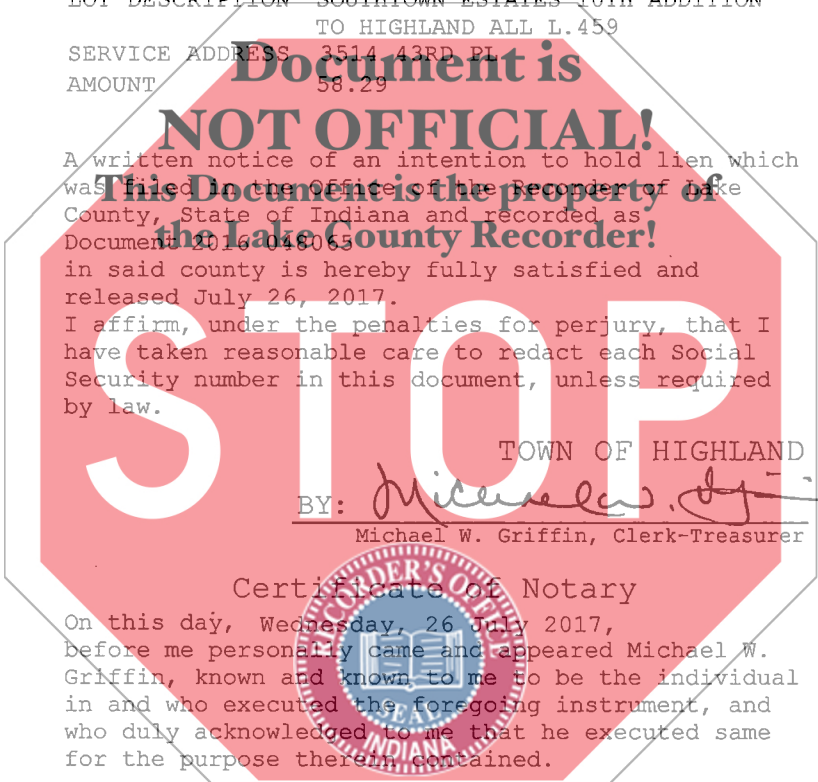 LOT DESCRIPTION SOUTHTOWN ESTATES 10TH ADDITION
TO HIGHLAND ALL L.459
SERVICE ADDRESS 3514 43RD PL
AMOUNT 58.29
Document is
NOT OFFICIAL!
This Document is the property of
the Lake County Recorder!
A written notice of an intention to hold lien which
was filed in the Office of the Recorder of Lake
County, State of Indiana and recorded as
Document 2016 048065
in said county is hereby fully satisfied and
released July 26, 2017.
I affirm, under the penalties for perjury, that I
have taken reasonable care to redact each Social
Security number in this document, unless required
by law.
STOP
TOWN OF HIGHLAND
BY:
Michael W. Griffin, Clerk-Treasurer
Certificate of Notary
On this day, Wednesday, 26 July 2017,
before me personally came and appeared Michael W.
Griffin, known and known to me to be the individual
in and who executed the foregoing instrument, and
who duly acknowledged to me that he executed same
for the purpose therein contained.
RECORDER'S OFFICE
SEAL
INDIANA